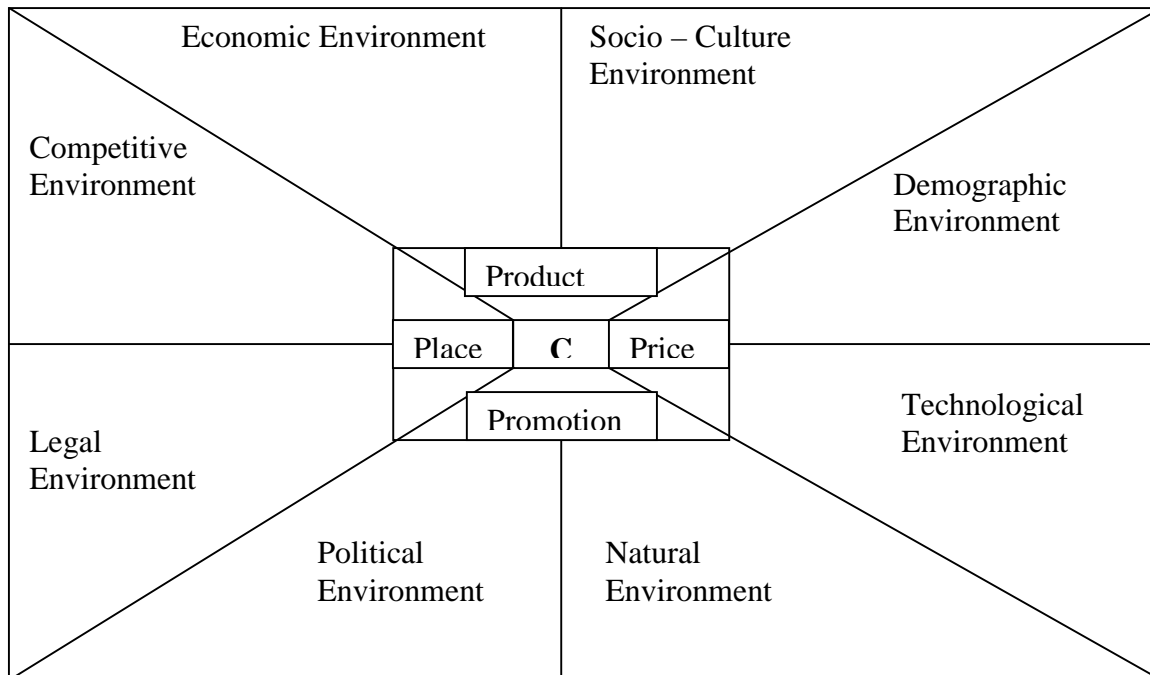 Economic Environment
Socio – Culture
Environment
Competitive
Environment
Demographic
Environment
Product
Place
C
Price
Promotion
Technological
Environment
Legal
Environment
Political
Environment
Natural
Environment